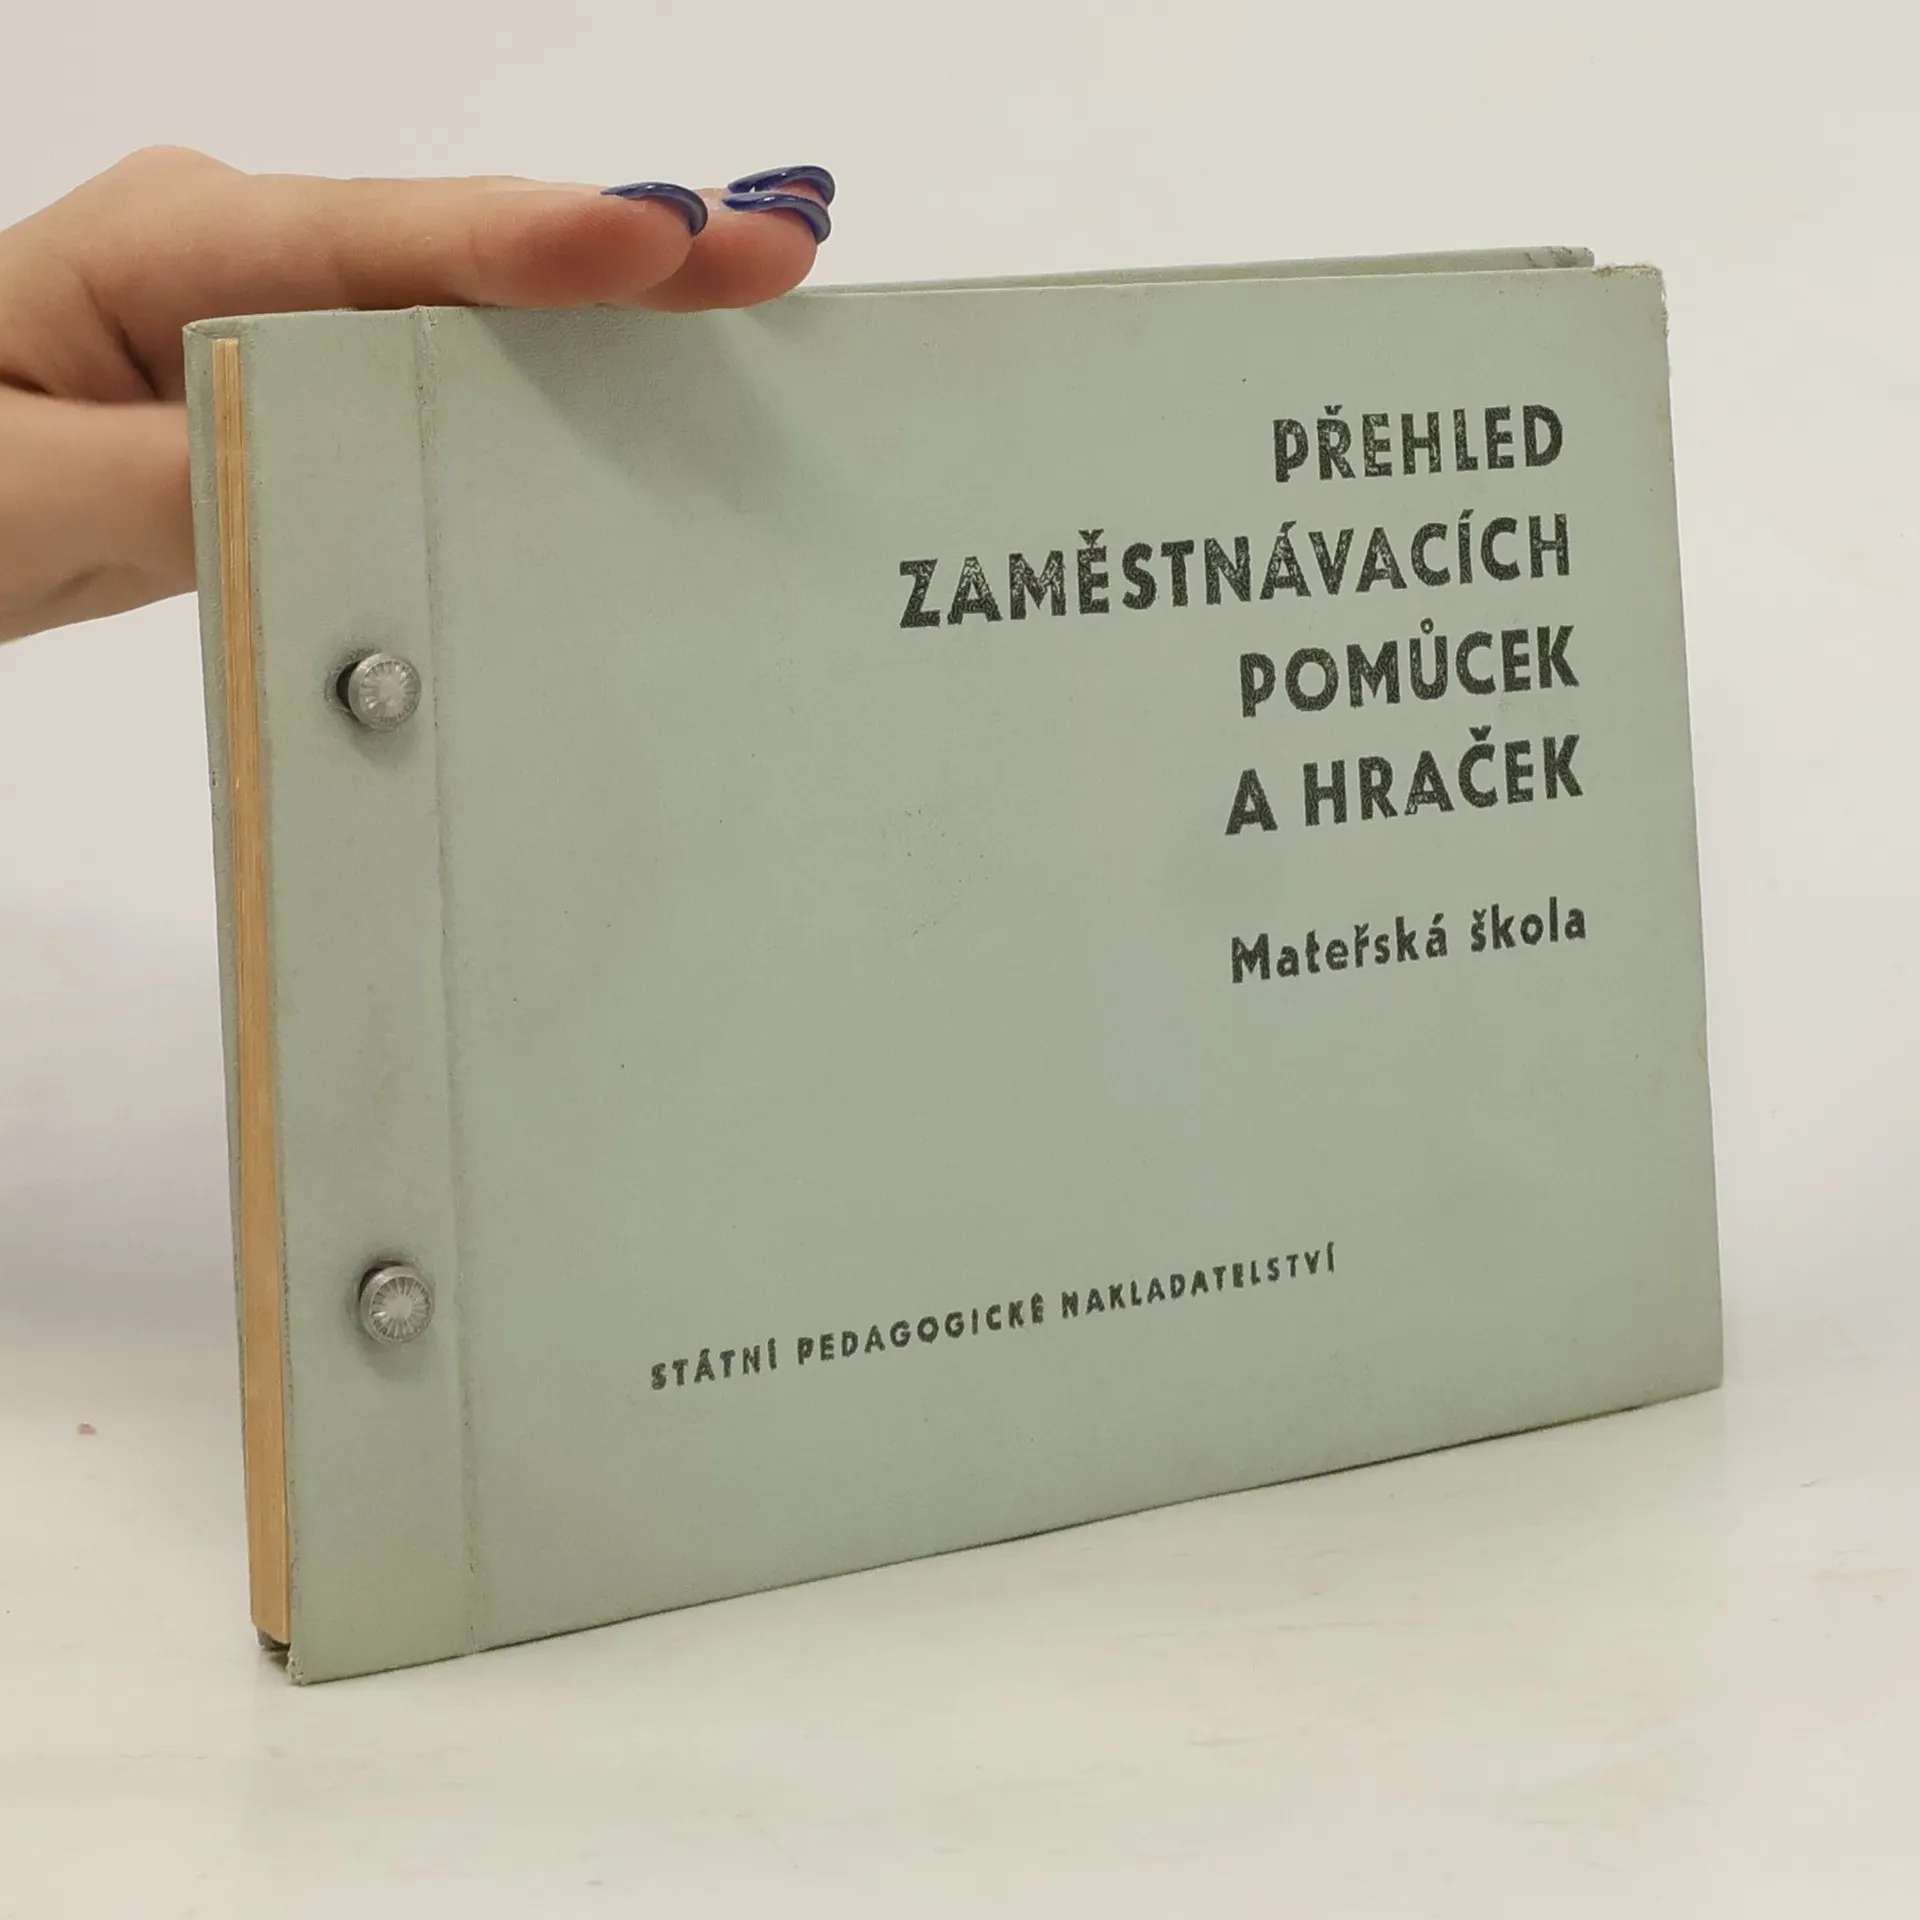 PŘEHLED
ZAMĚSTNÁVACÍCH
POMŮCEK
A HRAČEK
Mateřská škola
STÁTNÍ PEDAGOGICKÉ NAKLADATELSTVÍ